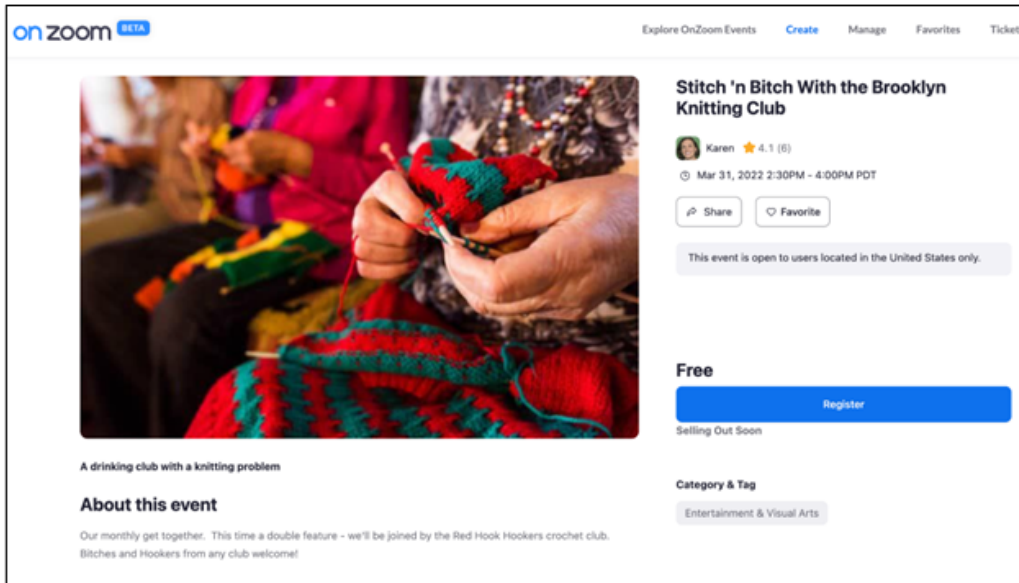 on zoom BETA
Explore OnZoom Events Create Manage Favorites Ticket
Stitch 'n Bitch With the Brooklyn
Knitting Club
Karen 4.1 (6)
Mar 31, 2022 2:30PM - 4:00PM PDT
Share Favorite
This event is open to users located in the United States only.
Free
Register
Selling Out Soon
A drinking club with a knitting problem
About this event
Our monthly get together. This time a double feature - we'll be joined by the Red Hook Hookers crochet club.
Bitches and Hookers from any club welcome!
Category & Tag
Entertainment & Visual Arts